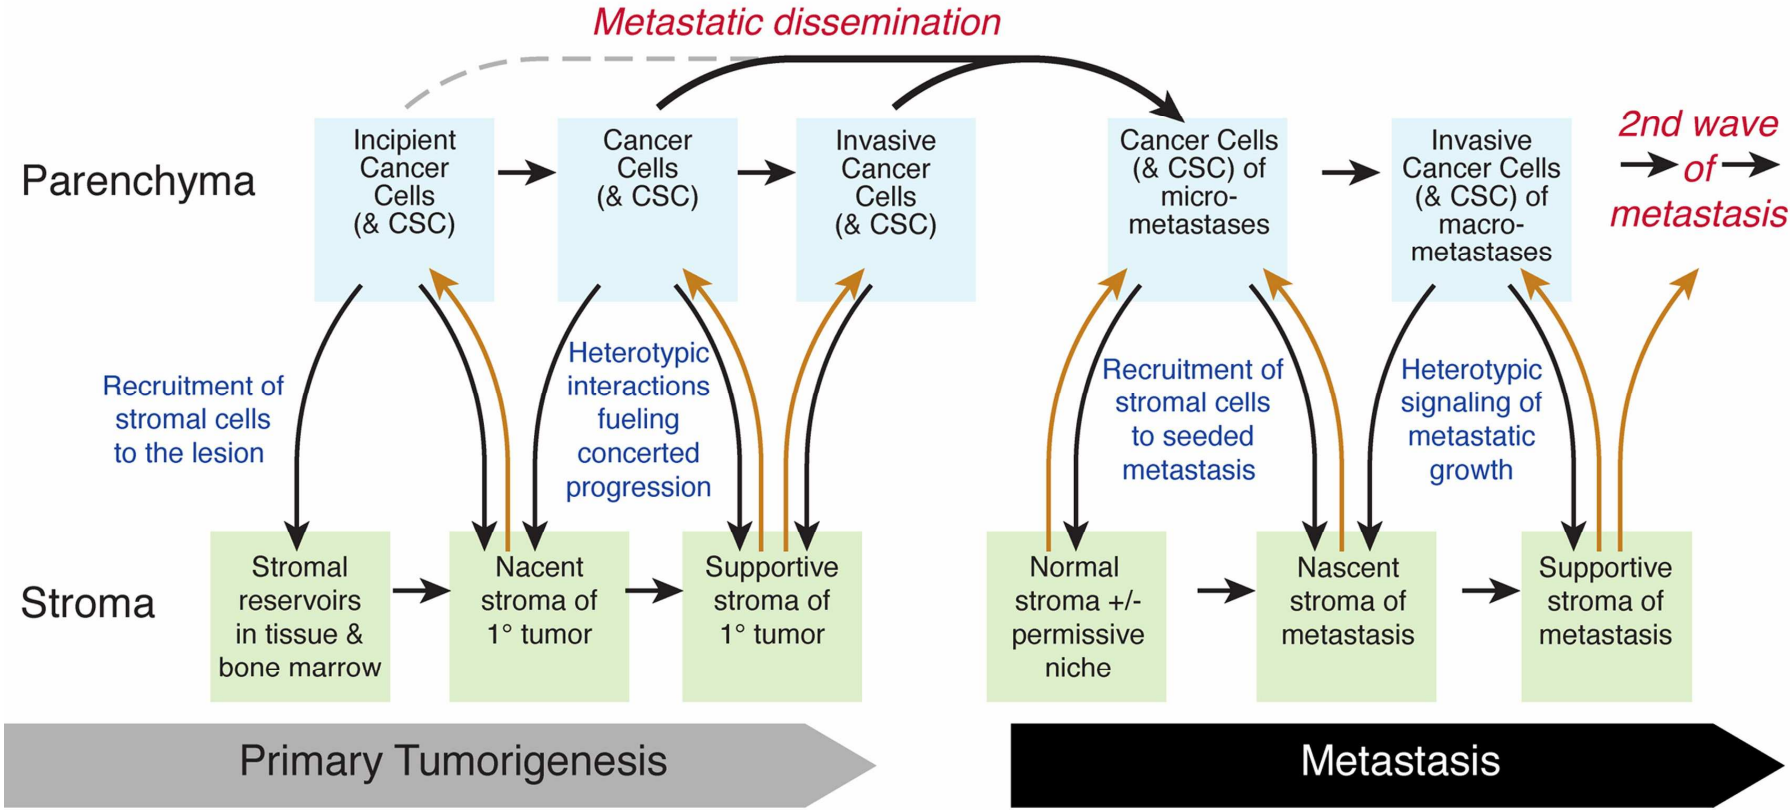 Metastatic dissemination
Parenchyma
Incipient
Cancer
Cells
(& CSC)
Cancer
Cells
(& CSC)
Invasive
Cancer
Cells
(& CSC)
Cancer Cells
(& CSC) of
micro-
metastases
Invasive
Cancer Cells
(& CSC) of
macro-
metastases
2nd wave
of
metastasis
Recruitment of
stromal cells
to the lesion
Heterotypic
interactions
fueling
concerted
progression
Recruitment of
stromal cells
to seeded
metastasis
Heterotypic
signaling of
metastatic
growth
Stroma
Stromal
reservoirs
in tissue &
bone marrow
Nacent
stroma of
1° tumor
Supportive
stroma of
1° tumor
Normal
stroma +/-
permissive
niche
Nascent
stroma of
metastasis
Supportive
stroma of
metastasis
Primary Tumorigenesis
Metastasis